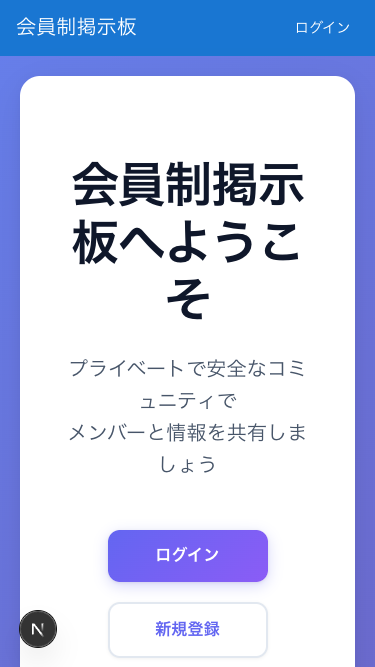 会員制掲示板
ログイン
会員制掲示
板へようこ
そ
プライベートで安全なコミ
ュニティで
メンバーと情報を共有しま
しょう
ログイン
新規登録
N